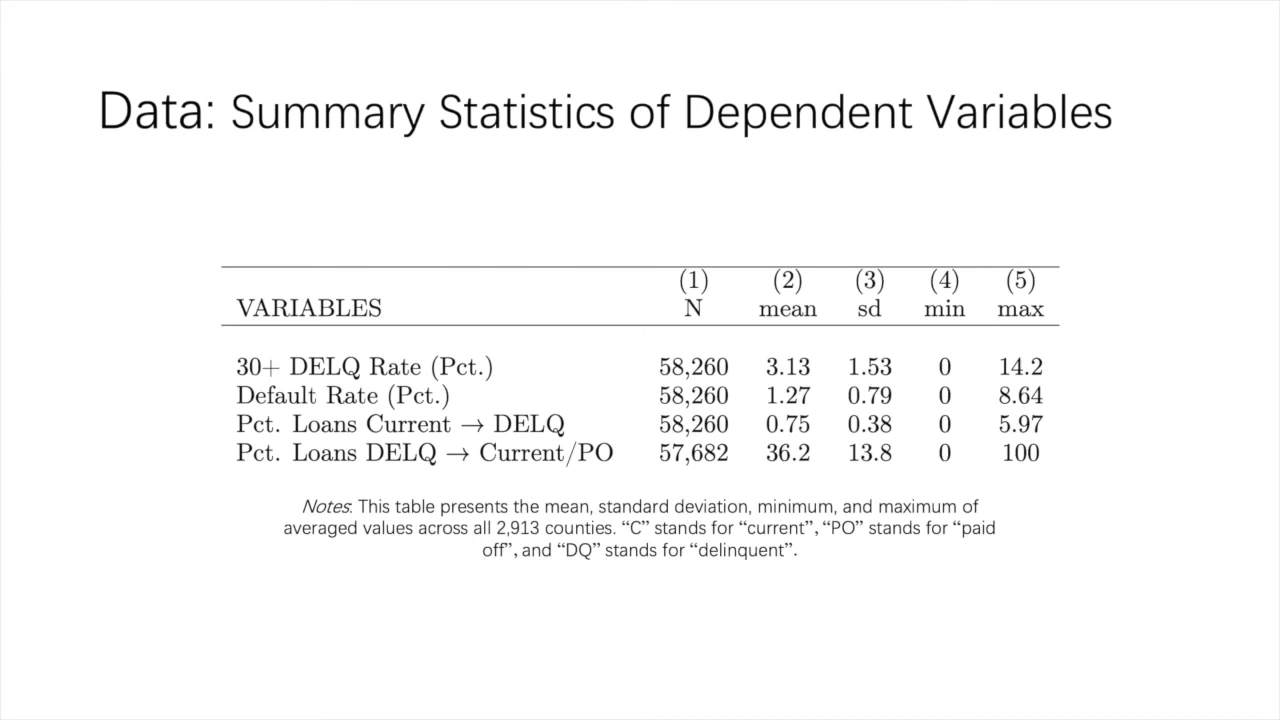 Data: Summary Statistics of Dependent Variables
(1) (2) (3) (4) (5)
VARIABLES N mean sd min max
30+ DELQ Rate (Pct.) 58,260 3.13 1.53 0 14.2
Default Rate (Pct.) 58,260 1.27 0.79 0 8.64
Pct. Loans Current → DELQ 58,260 0.75 0.38 0 5.97
Pct. Loans DELQ → Current/PO 57,682 36.2 13.8 0 100
Notes: This table presents the mean, standard deviation, minimum, and maximum of
averaged values across all 2,913 counties. “C” stands for “current”, “PO” stands for “paid
off”, and “DQ” stands for “delinquent”.